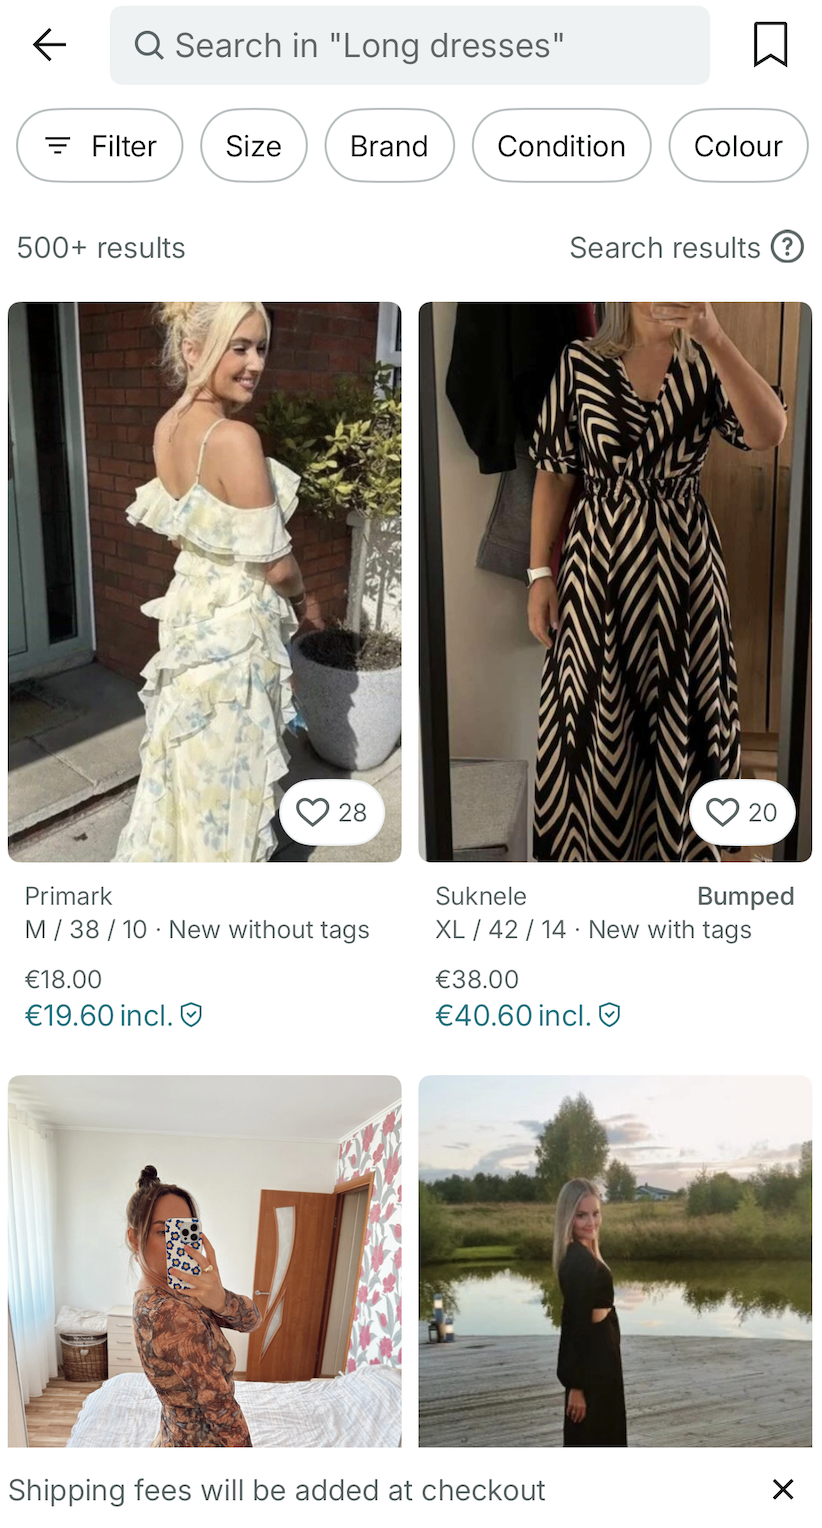 Search in "Long dresses"
Filter
Size
Brand
Condition
Colour
500+ results
Search results ?
28
20
Primark
M / 38 / 10 · New without tags
€18.00
€19.60 incl.
Suknele
Bumped
XL / 42 / 14 · New with tags
€38.00
€40.60 incl.
Shipping fees will be added at checkout